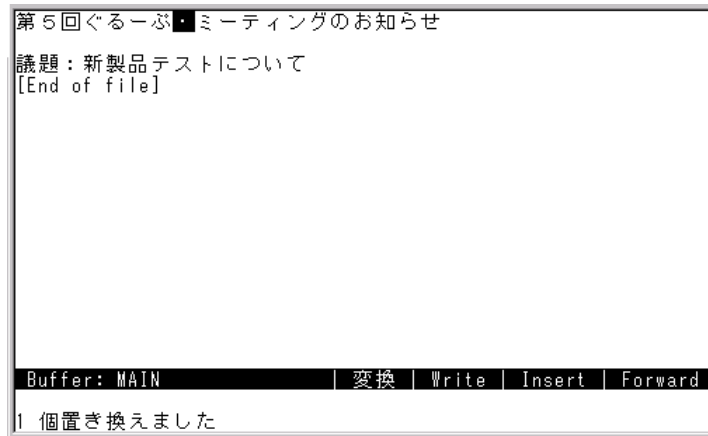 第５回ぐるーぷ・ミーティングのお知らせ
議題：新製品テストについて
[End of file]
Buffer: MAIN | 変換 | Write | Insert | Forward
1 個置き換えました